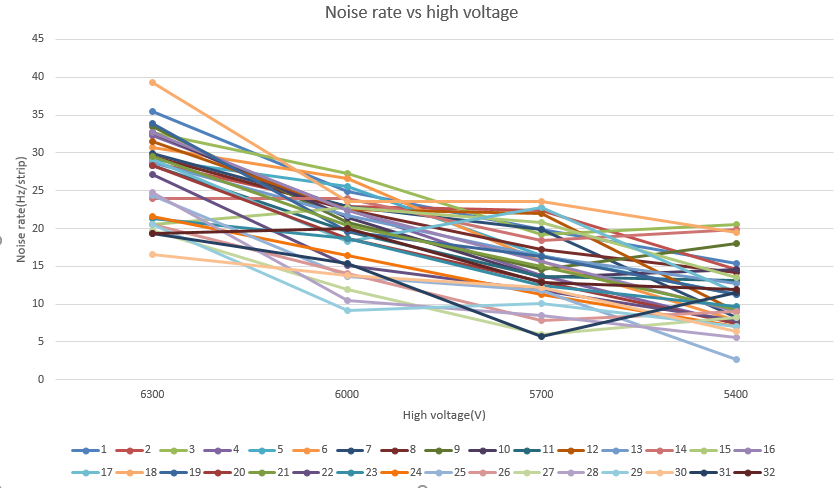 Noise rate vs high voltage
45
40
35
30
25
20
15
10
5
0
Noise rate(Hz/strip)
6300 6000 5700 5400
High voltage(V)
1 2 3 4 5 6 7 8 9 10 11 12 13 14 15 16
17 18 19 20 21 22 23 24 25 26 27 28 29 30 31 32